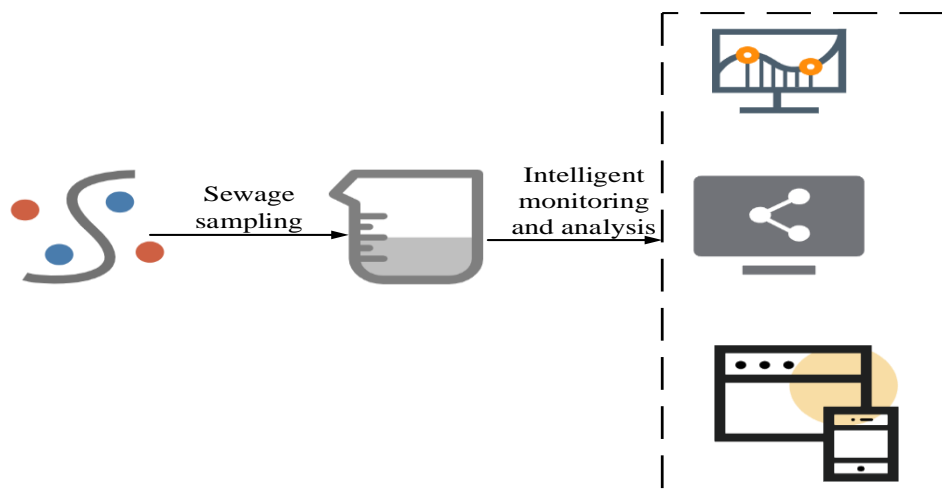 Sewage
sampling
Intelligent
monitoring
and analysis